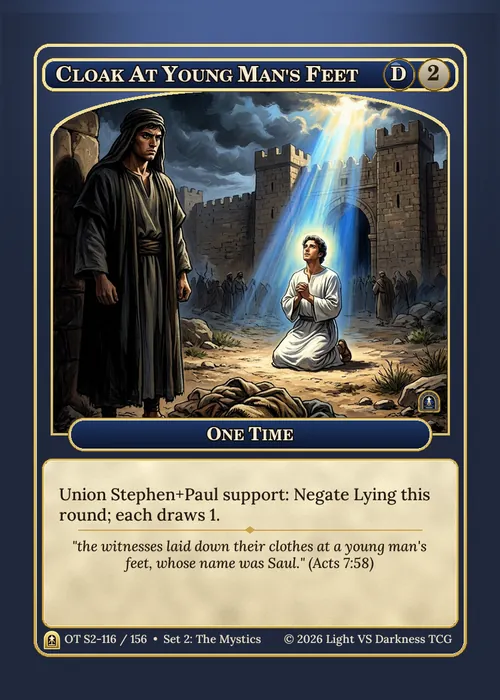 CLOAK AT YOUNG MAN'S FEET D 2
ONE TIME
Union Stephen+Paul support: Negate Lying this
round; each draws 1.
"the witnesses laid down their clothes at a young man's
feet, whose name was Saul." (Acts 7:58)
OT S2-116 / 156 • Set 2: The Mystics © 2026 Light VS Darkness TCG